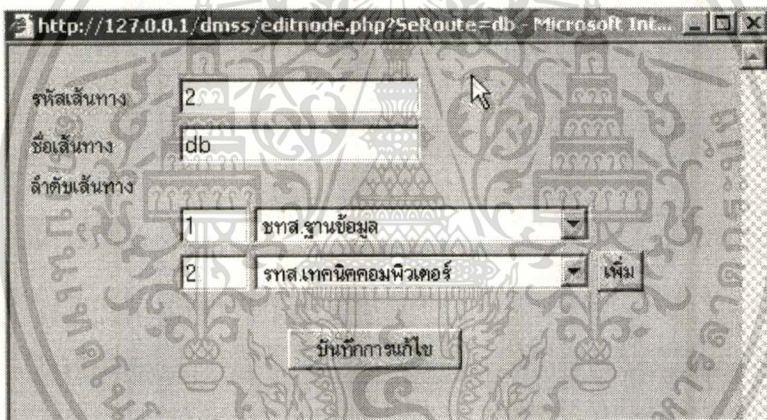 http://127.0.0.1/dmss/editnode.php?SeRoute=db - Microsoft Int...
รหัสเส้นทาง 2
ชื่อเส้นทาง db
ลำดับเส้นทาง
1 ชทส.ฐานข้อมูล
2 รทส.เทคนิคคอมพิวเตอร์ เพิ่ม
บันทึกการแก้ไข